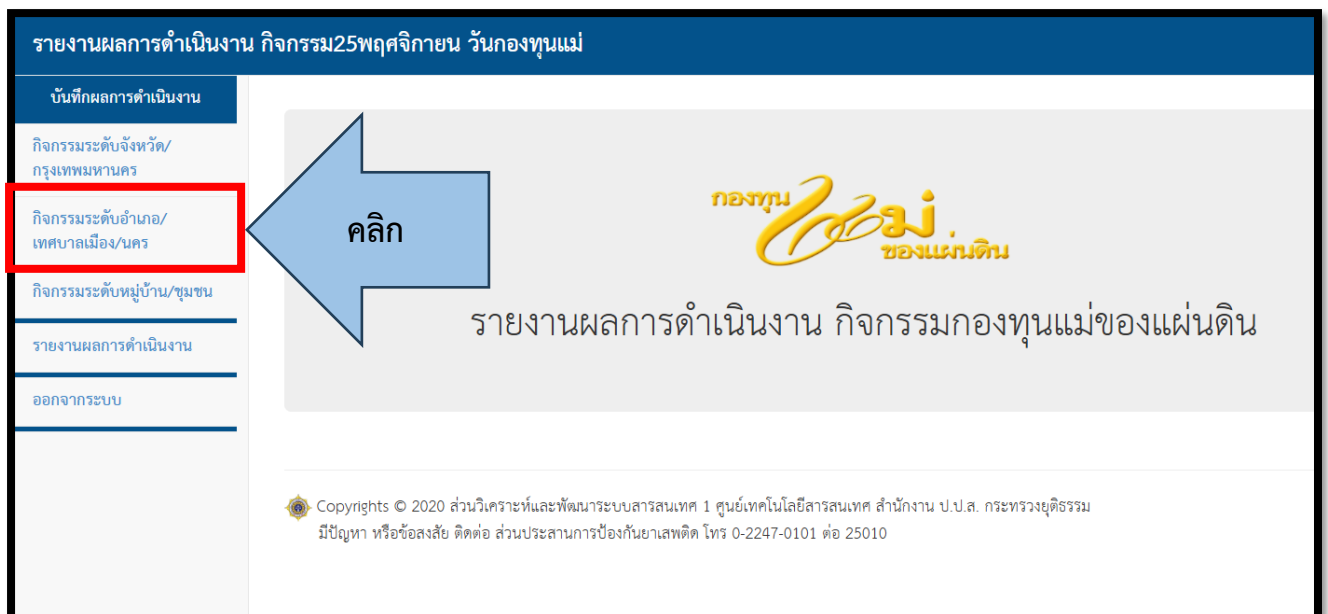 รายงานผลการดำเนินงาน กิจกรรม25พฤศจิกายน วันกองทุนแม่
บันทึกผลการดำเนินงาน
กิจกรรมระดับจังหวัด/
กรุงเทพมหานคร
กิจกรรมระดับอำเภอ/
เทศบาลเมือง/นคร
กิจกรรมระดับหมู่บ้าน/ชุมชน
รายงานผลการดำเนินงาน
ออกจากระบบ
คลิก
กองทุน
แม่
ของแผ่นดิน
รายงานผลการดำเนินงาน กิจกรรมกองทุนแม่ของแผ่นดิน
Copyrights © 2020 ส่วนวิเคราะห์และพัฒนาระบบสารสนเทศ 1 ศูนย์เทคโนโลยีสารสนเทศ สำนักงาน ป.ป.ส. กระทรวงยุติธรรม
มีปัญหา หรือข้อสงสัย ติดต่อ ส่วนประสานการป้องกันยาเสพติด โทร 0-2247-0101 ต่อ 25010